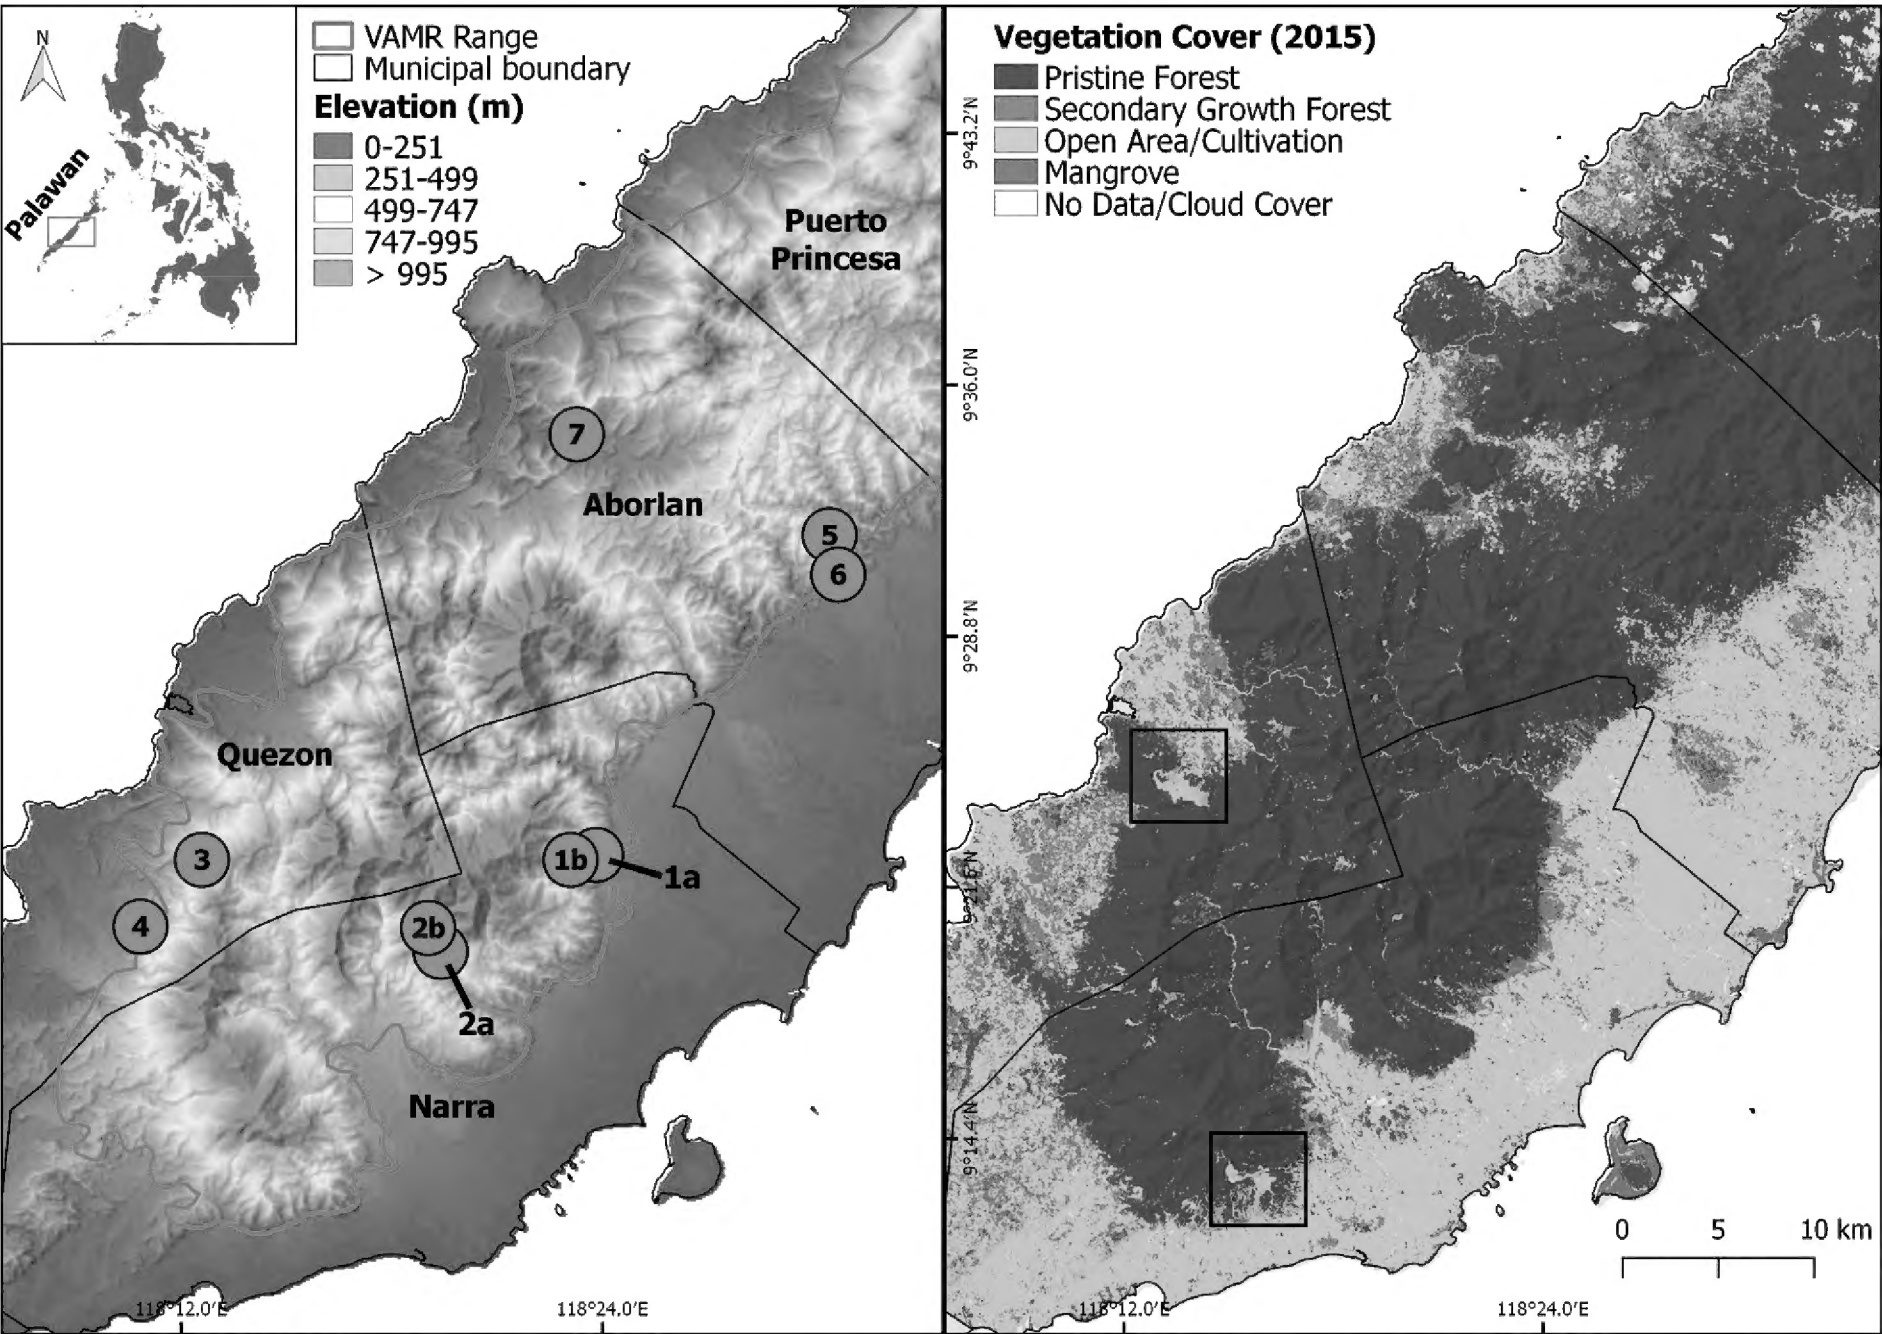 N
Palawan
VAMR Range
Municipal boundary
Elevation (m)
0-251
251-499
499-747
747-995
> 995
Puerto
Princesa
7
Aborlan
5
6
Quezon
3
1b
1a
4
2b
2a
Narra
118°12.0'E
118°24.0'E
Vegetation Cover (2015)
Pristine Forest
Secondary Growth Forest
Open Area/Cultivation
Mangrove
No Data/Cloud Cover
9°43.2'N
9°36.0'N
9°28.8'N
9°21.6'N
9°14.4'N
0 5 10 km
118°12.0'E
118°24.0'E